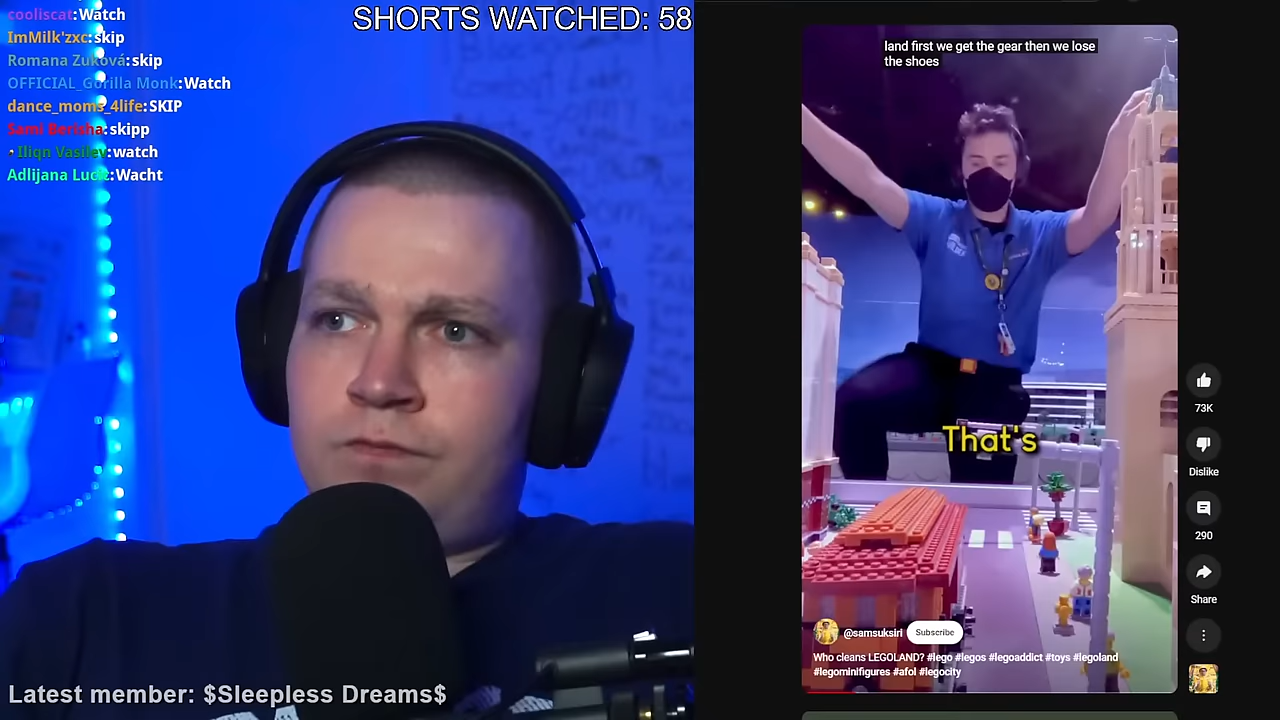 cooliscat:Watch
ImMilk'zxc:skip
Romana Zuková:skip
OFFICIAL_Gorilla Monk:Watch
dance_moms_4life:SKIP
Sami Berisha:skipp
Iliqn Vasilev:watch
Adlijana Lucic:Wacht
SHORTS WATCHED: 58
Latest member: $Sleepless Dreams$
land first we get the gear then we lose
the shoes
That's
@samsuksiri
Subscribe
Who cleans LEGOLAND? #lego #legos #legoaddict #toys #legoland
#legominifigures #afol #legocity
73K
Dislike
290
Share